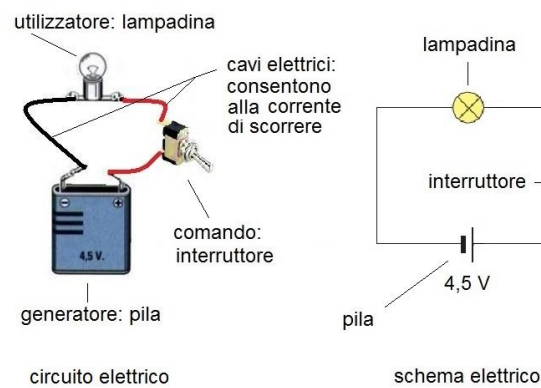 utilizzatore: lampadina
cavi elettrici:
consentono
alla corrente
di scorrere
comando:
interruttore
4,5 V.
generatore: pila
circuito elettrico
lampadina
interruttore
4,5 V
pila
schema elettrico